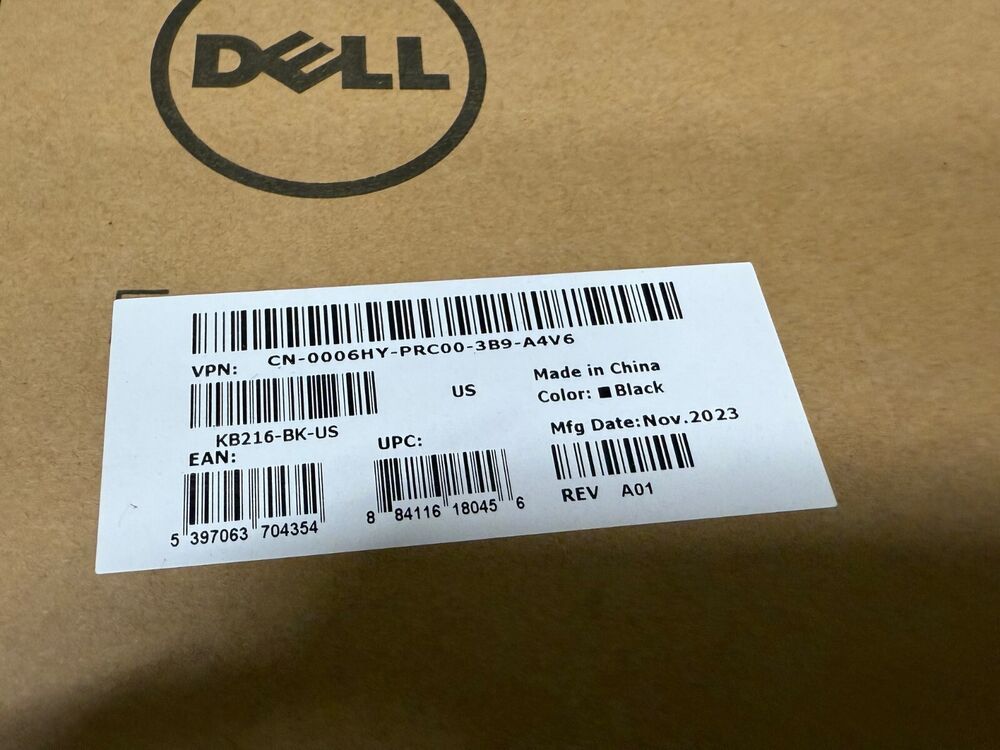 DELL
CN-0006HY-PRC00-3B9-A4V6
VPN:
KB216-BK-US
US
Made in China
Color: ■ Black
Mfg Date:Nov.2023
EAN:
5 397063 704354
UPC:
8 84116 18045 6
REV A01